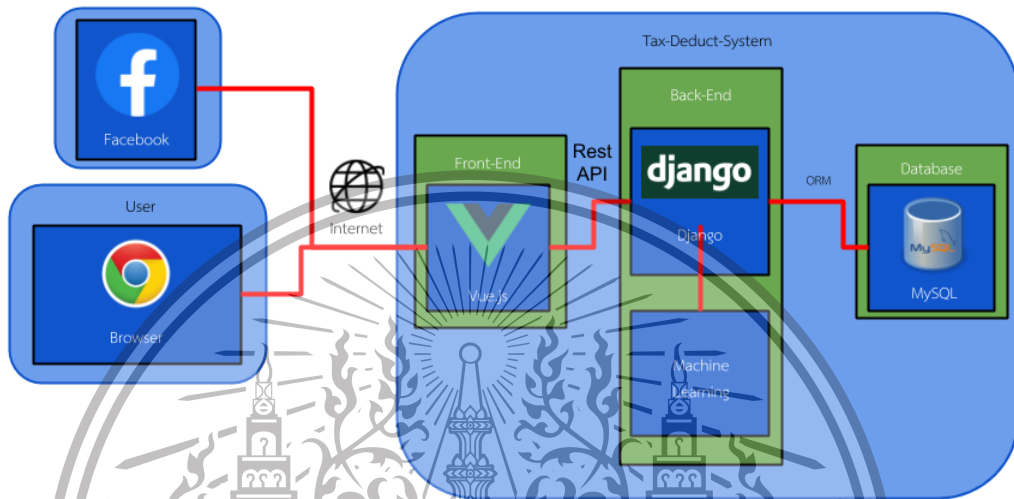 Facebook
User
Browser
Internet
Tax-Deduct-System
Front-End
Vue.js
Rest
API
Back-End
django
Django
Machine
Learning
ORM
Database
MySQL
MySQL